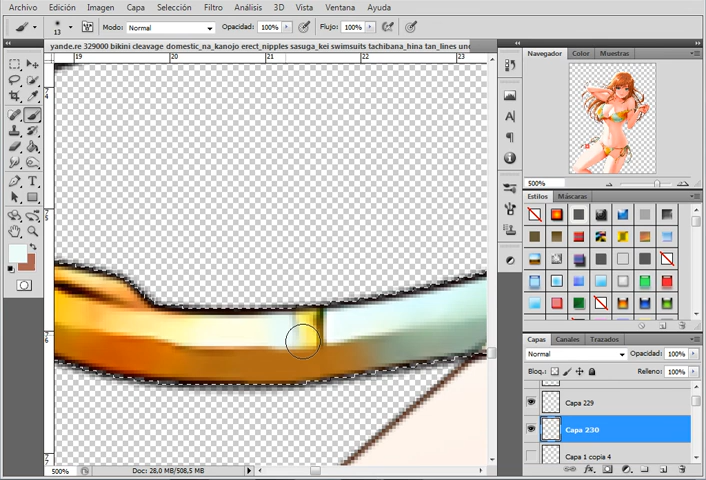 Archivo Edición Imagen Capa Selección Filtro Análisis 3D Vista Ventana Ayuda
13 Modo: Normal Opacidad: 100% Flujo: 100%
yande.re 329000 bikini cleavage domestic_na_kanojo erect_nipples sasuga_kei swimsuits tachibana_hina tan_lines
19 20 21 22 23
Navegador Color Muestras
500%
Estilos Máscaras
Capas Canales Trazados
Normal Opacidad: 100%
Bloq.: Relleno: 100%
Capa 229
Capa 230
Capa 1 copia 4
500% Doc: 28,0 MB/508,5 MB